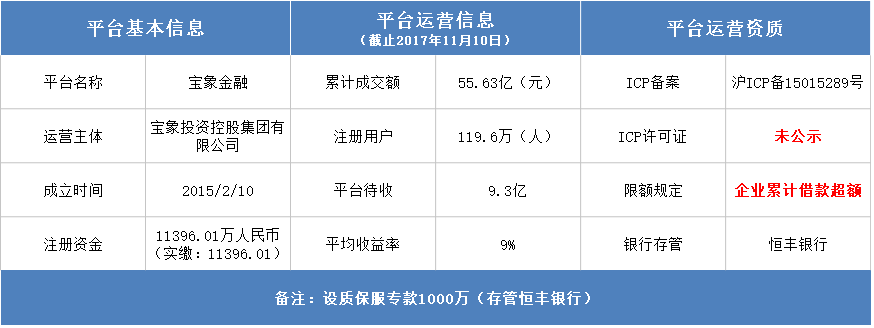 平台基本信息
平台运营信息
（截止2017年11月10日）
平台运营资质
平台名称
宝象金融
累计成交额
55.63亿（元）
ICP备案
沪ICP备15015289号
运营主体
宝象投资控股集团有
限公司
注册用户
119.6万（人）
ICP许可证
未公示
成立时间
2015/2/10
平台待收
9.3亿
限额规定
企业累计借款超额
注册资金
11396.01万人民币
（实缴：11396.01）
平均收益率
9%
银行存管
恒丰银行
备注：设质保服专款1000万（存管恒丰银行）